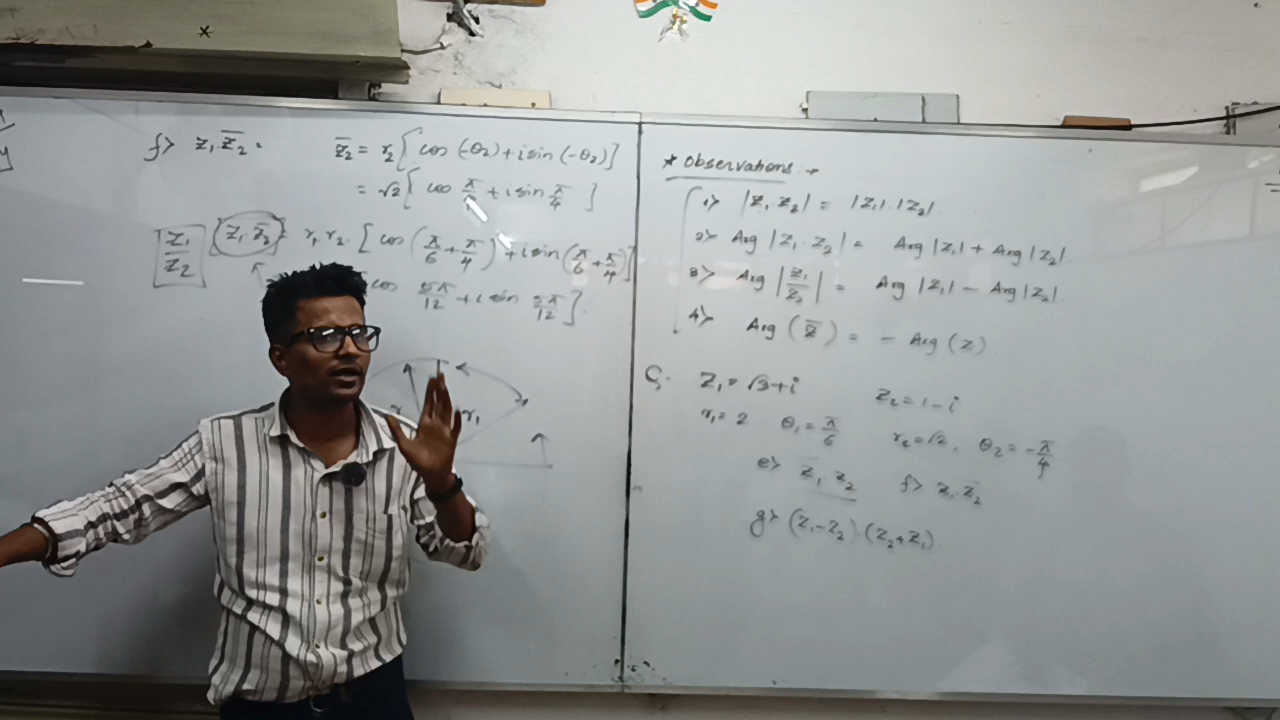 f> z₁z̄₂ = z̄₂ = r₂[cos(-θ₂)+i sin(-θ₂)]
= √2[cos π/4 + i sin π/4]
z₁/z₂ z₁.z̄₂ = r₁.r₂.[cos(π/6+π/4)+i sin(π/6+π/4)]
cos 5π/12 + i sin 5π/12].
r₁
* Observations :→
1> |z₁ z₂| = |z₁|.|z₂|
2> Arg |z₁.z₂| = Arg |z₁| + Arg |z₂|
3> Arg |z₁/z₂| = Arg |z₁| - Arg |z₂|
4> Arg (z̄) = - Arg (z)
Q. z₁ = √3+i z₂ = 1-i
r₁ = 2 θ₁ = π/6 r₂ = √2, θ₂ = -π/4
e> z₁ z₂ f> z₁.z̄₂
g> (z₁-z₂).(z₂+z₁)